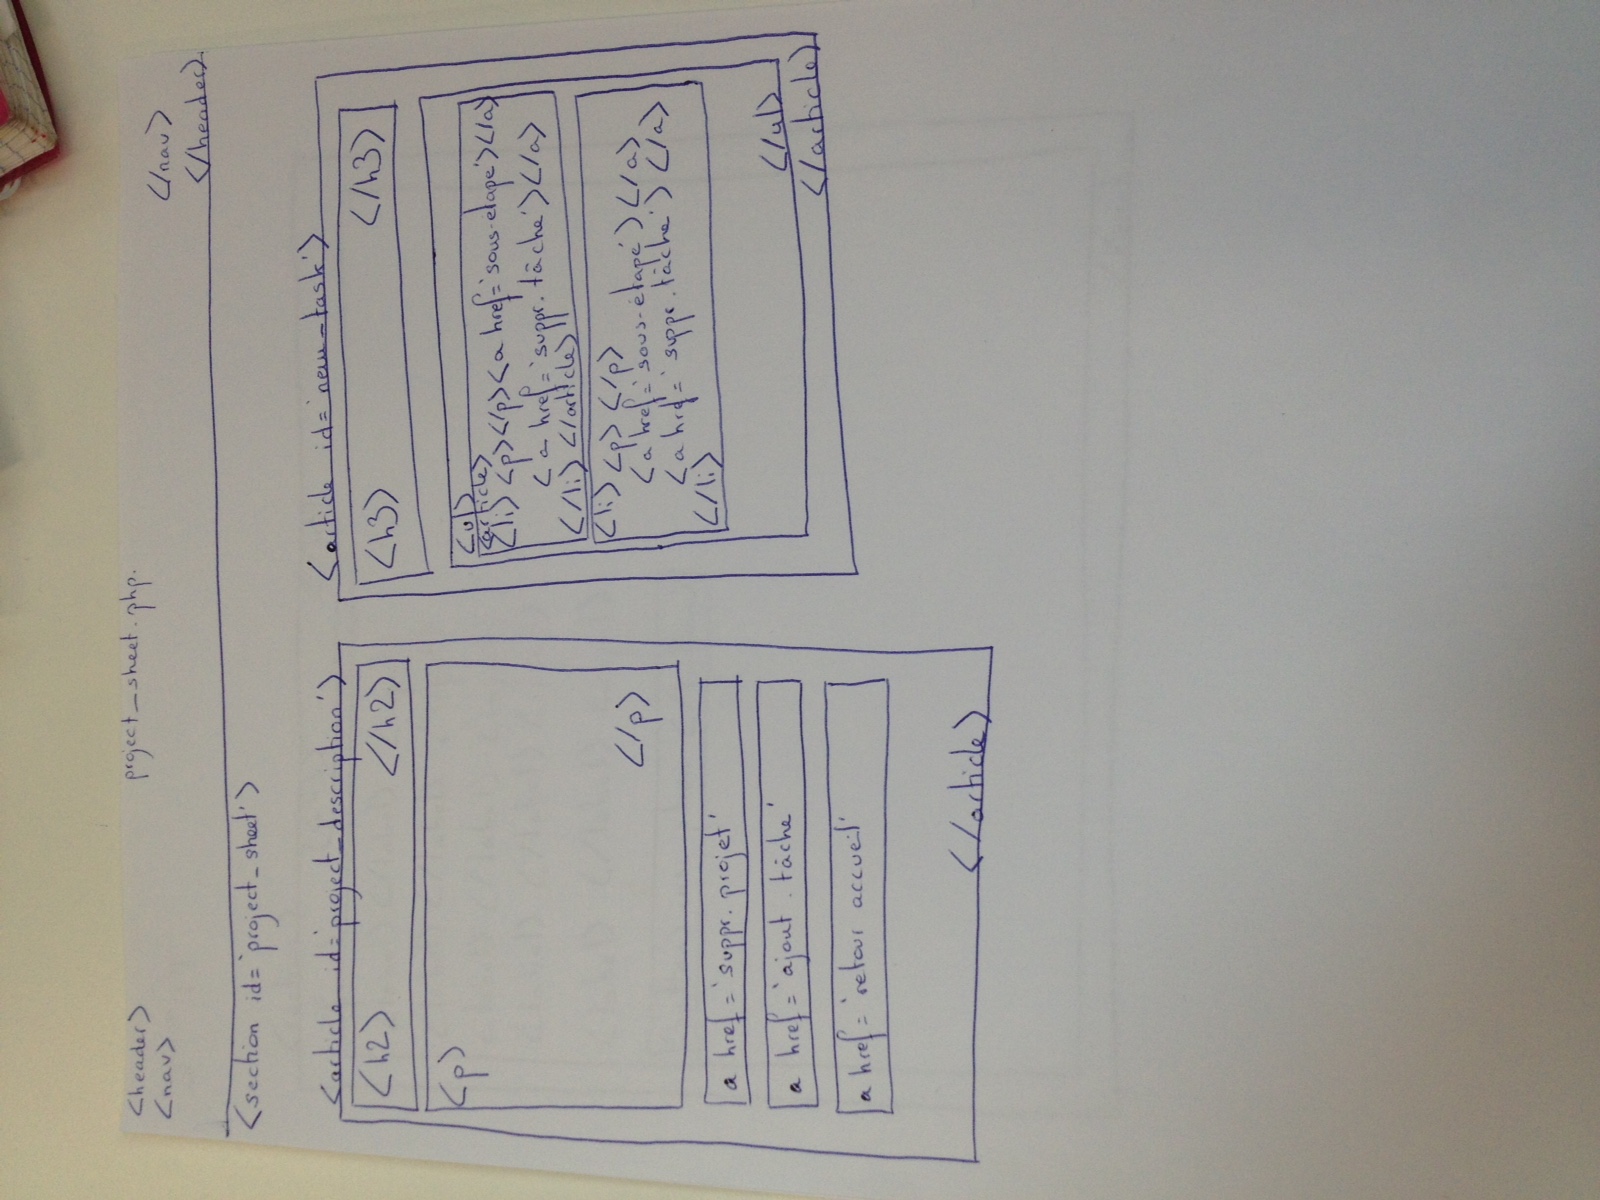 project_sheet.php.
<header>
<nav>
</nav>
</header>
<section id='project_sheet'>
<article id='project_description'>
<h2> </h2>
<p>
</p>
a href='suppr. projet'
a href='ajout. tâche'
a href='retour accueil'
</article>
<article id='new_task'>
<h3> </h3>
<ul>
<article>
<li> <p></p><a href='sous-étape'></a>
<a href='suppr. tâche'></a>
</li> </article>
<li> <p> </p>
<a href='sous-étape'></a>
<a href='suppr. tâche'> </a>
</li>
</ul>
</article>